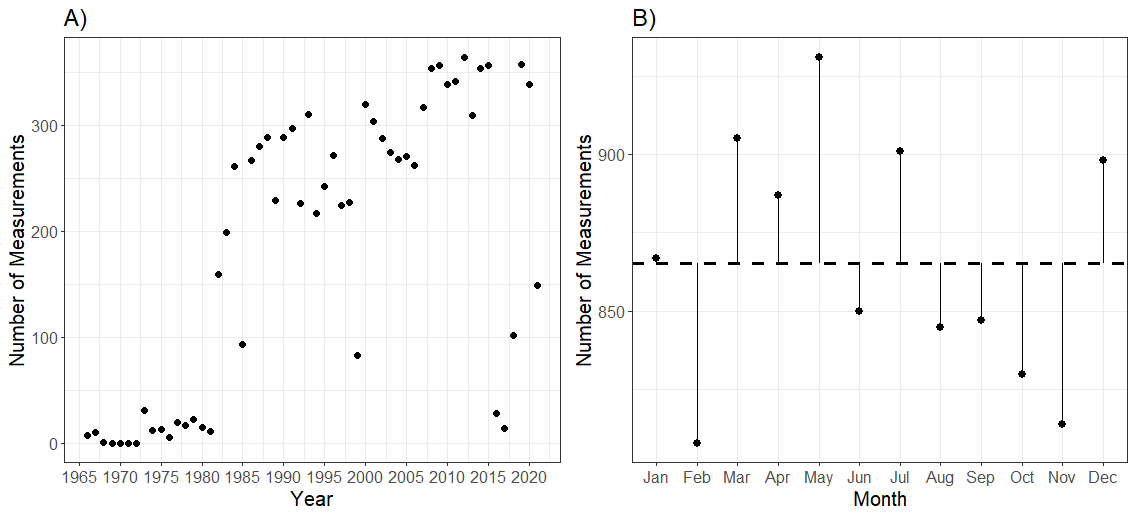 A)
Number of Measurements
300
200
100
0
1965 1970 1975 1980 1985 1990 1995 2000 2005 2010 2015 2020
Year
B)
Number of Measurements
900
850
Jan Feb Mar Apr May Jun Jul Aug Sep Oct Nov Dec
Month